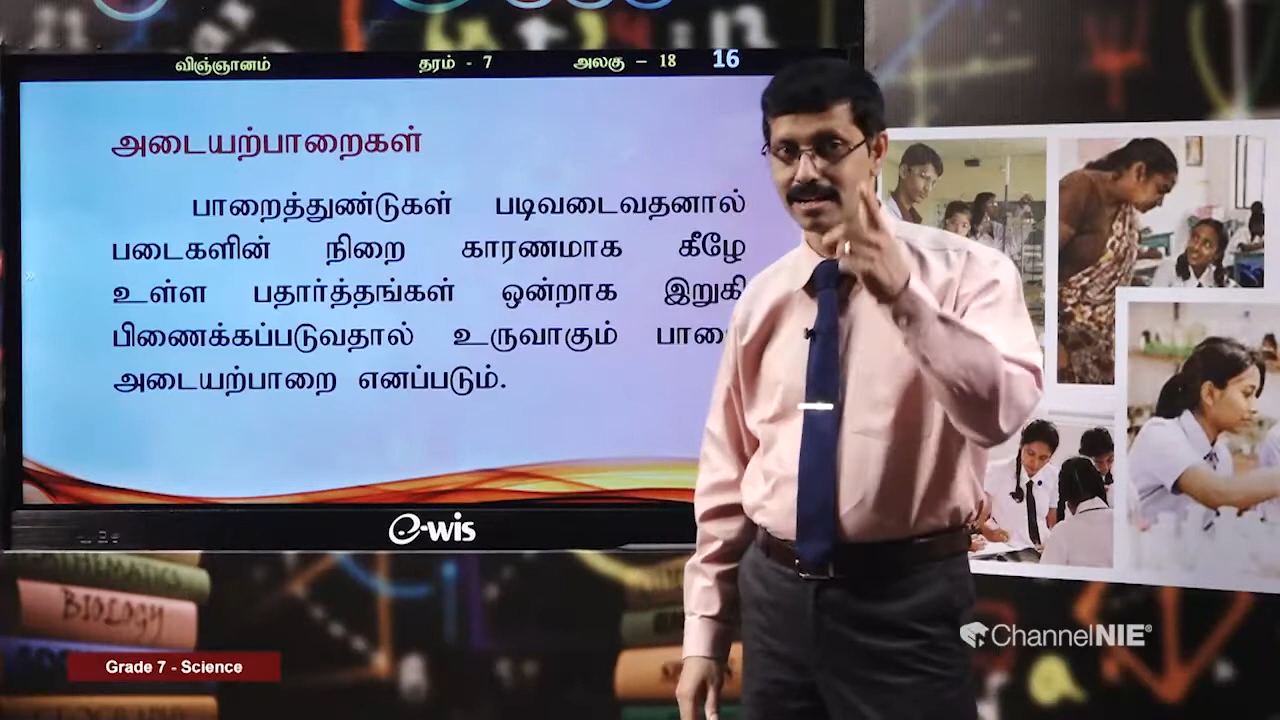 விஞ்ஞானம் தரம் - 7 அலகு – 18 16
அடையற்பாறைகள்
பாறைத்துண்டுகள் படிவடைவதனால்
படைகளின் நிறை காரணமாக கீழே
உள்ள பதார்த்தங்கள் ஒன்றாக இறுகி
பிணைக்கப்படுவதால் உருவாகும்
அடையற்பாறை எனப்படும்.
e-wis
MATHEMATICS
BIOLOGY
Grade 7 - Science
ChannelNIE